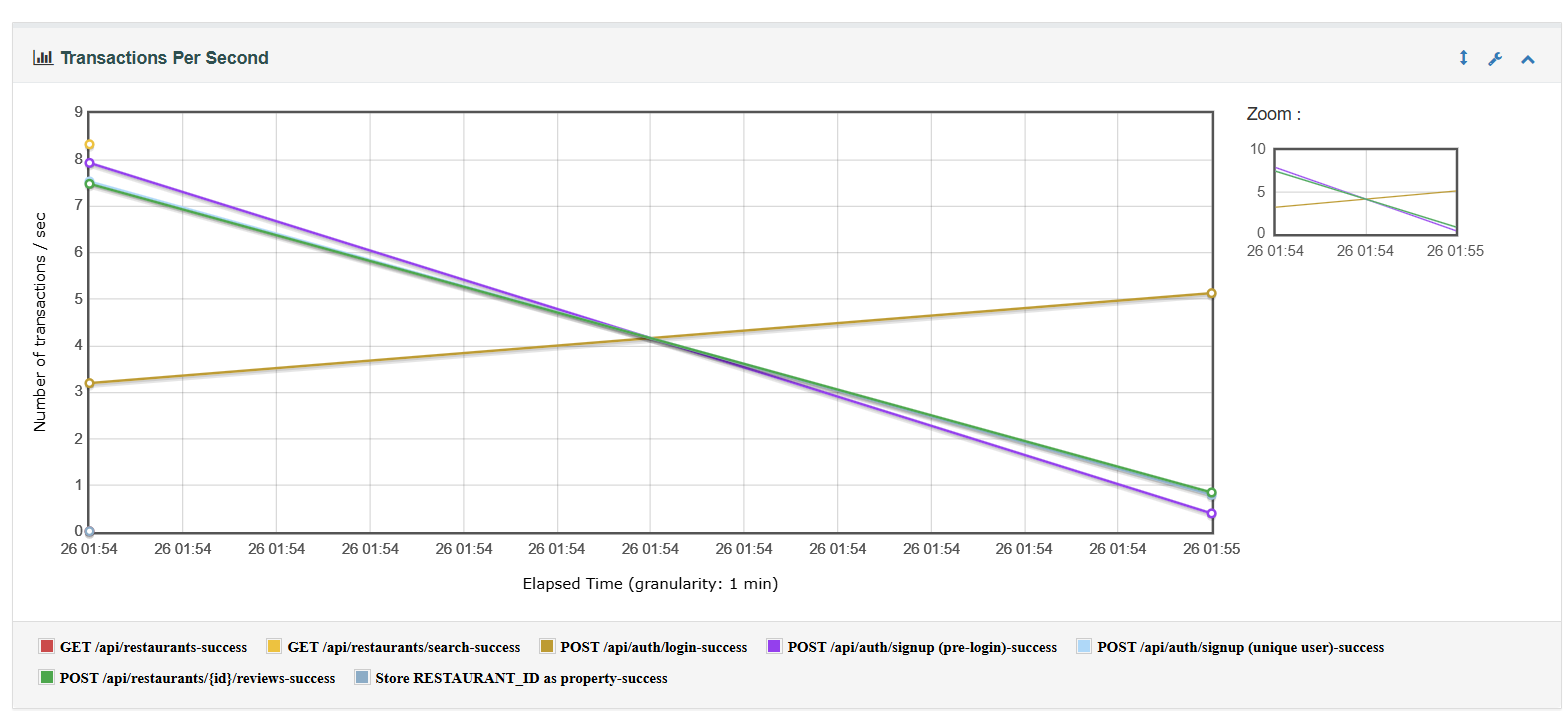 Transactions Per Second
Zoom :
9
8
7
6
5
4
3
2
1
0
Number of transactions / sec
26 01:54 26 01:54 26 01:54 26 01:54 26 01:54 26 01:54 26 01:54 26 01:54 26 01:54 26 01:54 26 01:54 26 01:54 26 01:55
Elapsed Time (granularity: 1 min)
10
5
0
26 01:54 26 01:54 26 01:55
GET /api/restaurants-success GET /api/restaurants/search-success POST /api/auth/login-success POST /api/auth/signup (pre-login)-success POST /api/auth/signup (unique user)-success
POST /api/restaurants/{id}/reviews-success Store RESTAURANT_ID as property-success